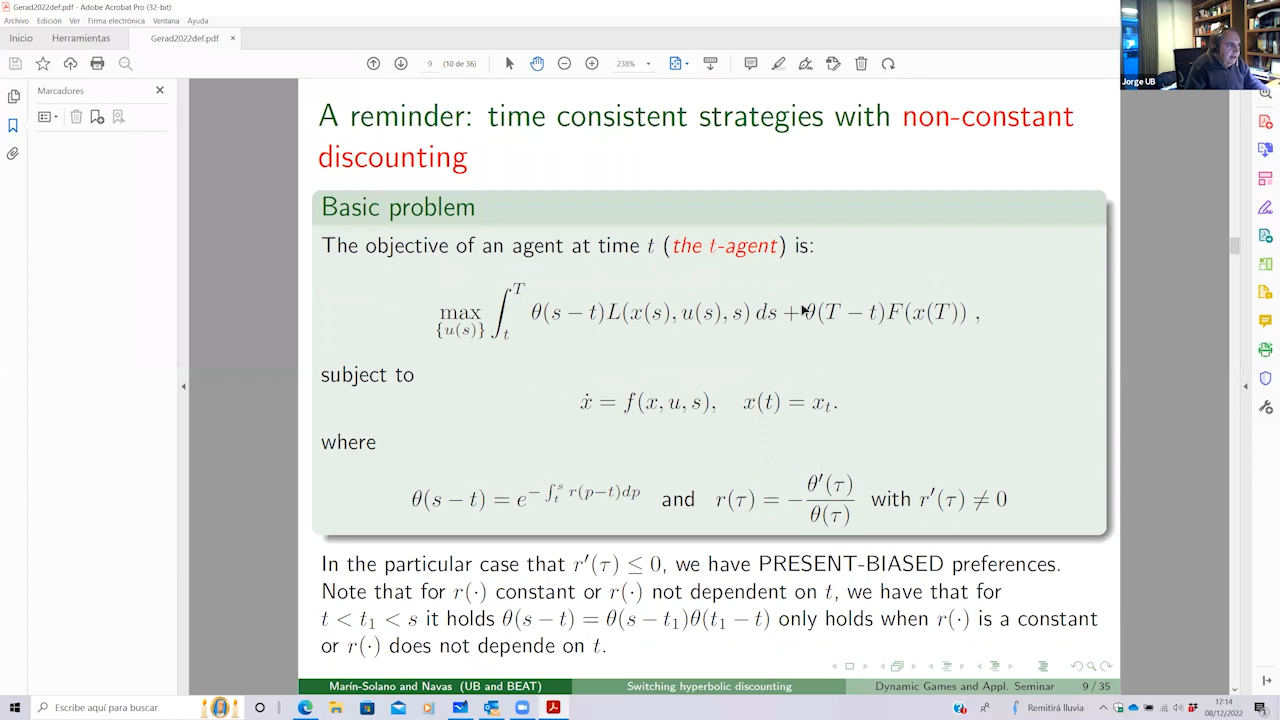 Gerad2022def.pdf - Adobe Acrobat Pro (32-bit)
Archivo Edición Ver Firma electrónica Ventana Ayuda
Inicio Herramientas Gerad2022def.pdf ×
9 (10 de 36) 238%
Jorge UB
Marcadores
A reminder: time consistent strategies with non-constant
discounting
Basic problem
The objective of an agent at time t (the t-agent) is:
max_{u(s)} ∫_t^T θ(s − t)L(x(s), u(s), s) ds + θ(T − t)F(x(T)) ,
subject to
ẋ = f(x, u, s), x(t) = x_t.
where
θ(s − t) = e^{−∫_t^s r(p−t)dp} and r(τ) = −θ′(τ)/θ(τ) with r′(τ) ≠ 0
In the particular case that r′(τ) ≤ 0, we have PRESENT-BIASED preferences.
Note that for r(·) constant or r(·) not dependent on t, we have that for
t < t₁ < s it holds θ(s − t) = θ(s − t₁)θ(t₁ − t) only holds when r(·) is a constant
or r(·) does not depende on t.
Marín-Solano and Navas (UB and BEAT) Switching hyperbolic discounting Dynamic Games and Appl. Seminar 9 / 35
Escribe aquí para buscar
Remitirá lluvia
17:14
08/12/2022